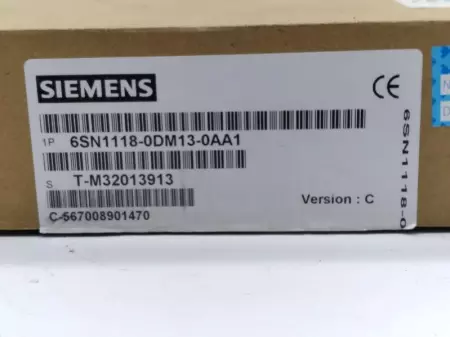 SIEMENS
CE
1P 6SN1118-0DM13-0AA1
S T-M32013913
C-567008901470
Version : C
6SN1118-0
N
D